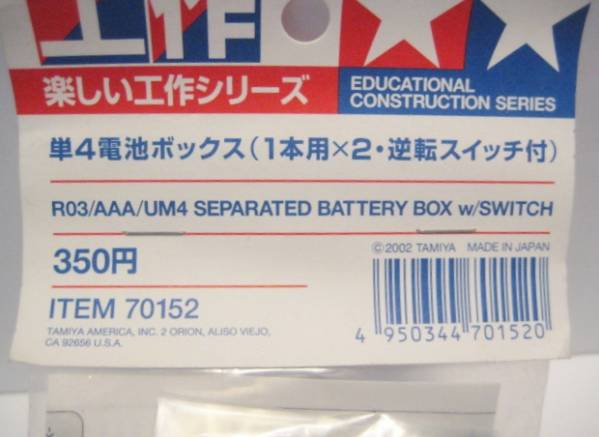 工作
楽しい工作シリーズ
EDUCATIONAL
CONSTRUCTION SERIES
単4電池ボックス(1本用×2・逆転スイッチ付)
R03/AAA/UM4 SEPARATED BATTERY BOX w/SWITCH
350円
©2002 TAMIYA MADE IN JAPAN
ITEM 70152
TAMIYA AMERICA, INC. 2 ORION, ALISO VIEJO,
CA 92656 U.S.A.
4 950344 701520